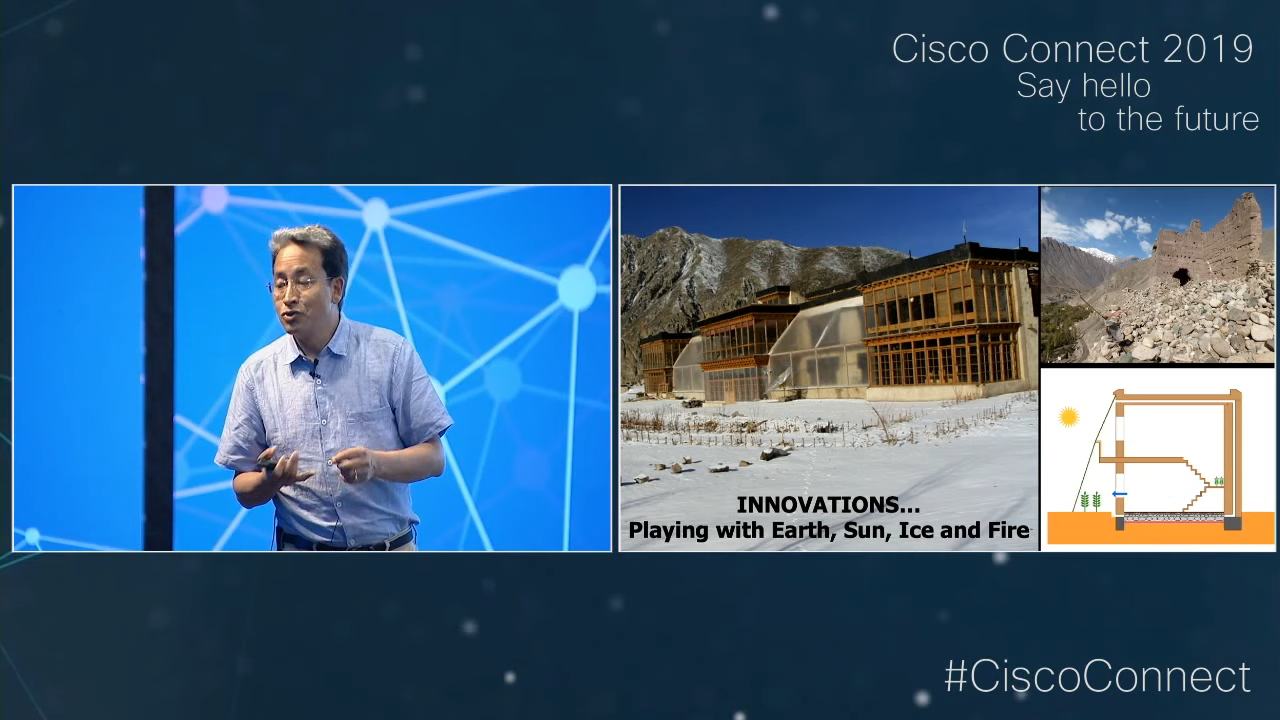 Cisco Connect 2019
Say hello
to the future
INNOVATIONS...
Playing with Earth, Sun, Ice and Fire
#CiscoConnect